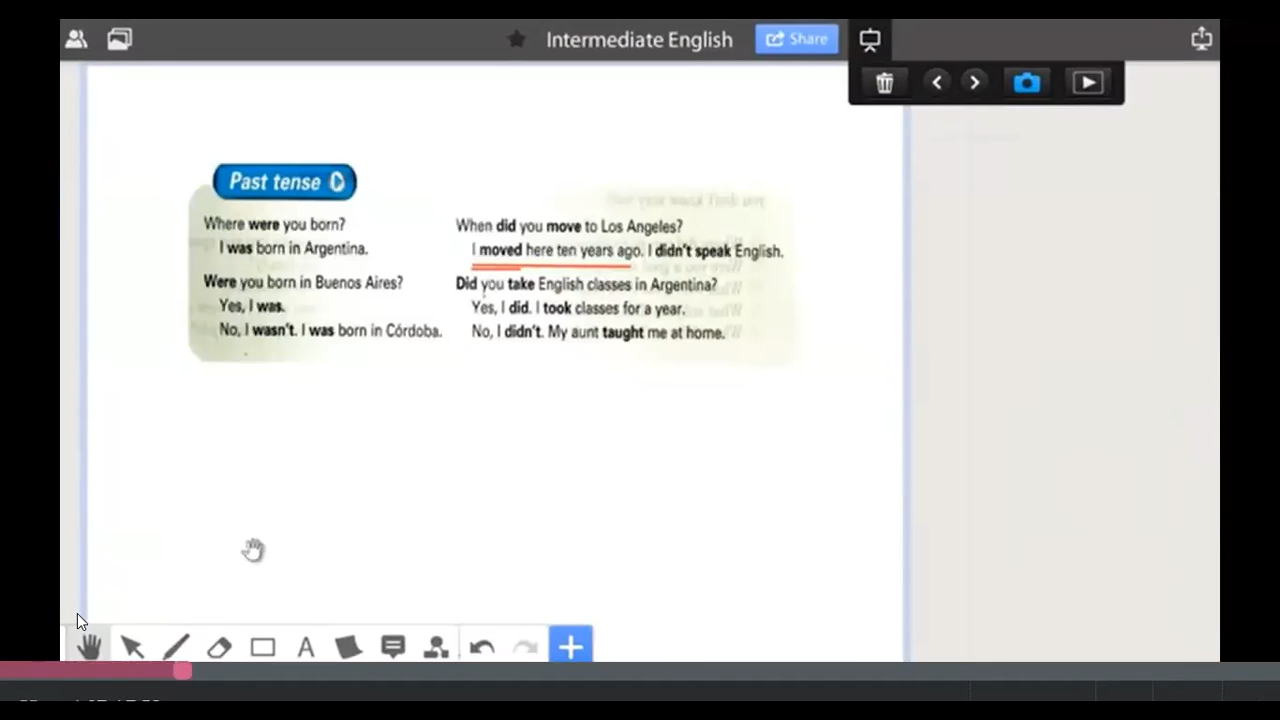 Intermediate English
Share
Past tense
Where were you born?
I was born in Argentina.
Were you born in Buenos Aires?
Yes, I was.
No, I wasn't. I was born in Córdoba.
When did you move to Los Angeles?
I moved here ten years ago. I didn't speak English.
Did you take English classes in Argentina?
Yes, I did. I took classes for a year.
No, I didn't. My aunt taught me at home.
A